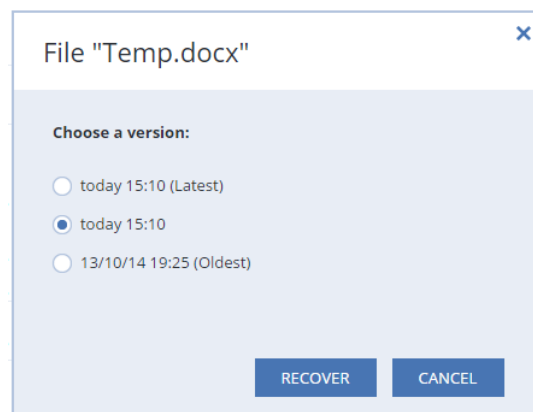 File "Temp.docx"
Choose a version:
today 15:10 (Latest)
today 15:10
13/10/14 19:25 (Oldest)
RECOVER CANCEL